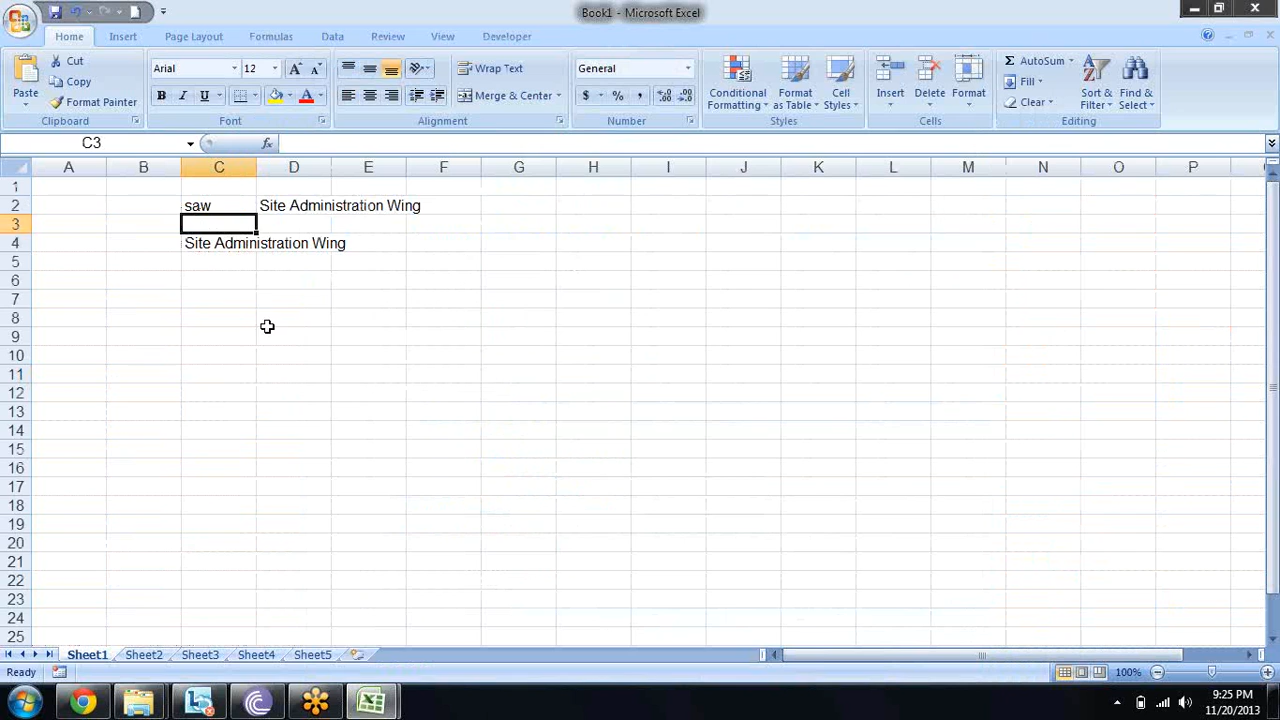 Book1 - Microsoft Excel
Home Insert Page Layout Formulas Data Review View Developer
Paste Cut Copy Format Painter
Arial 12
B I U A
Wrap Text
Merge & Center
General
$ % ,
Conditional Formatting Format as Table Cell Styles
Insert Delete Format
AutoSum Fill Clear
Sort & Filter Find & Select
Clipboard Font Alignment Number Styles Cells Editing
C3 fx
A B C D E F G H I J K L M N O P
1
2 saw Site Administration Wing
3
4 Site Administration Wing
5
6
7
8
9
10
11
12
13
14
15
16
17
18
19
20
21
22
23
24
25
Sheet1 Sheet2 Sheet3 Sheet4 Sheet5
Ready 100%
9:25 PM
11/20/2013